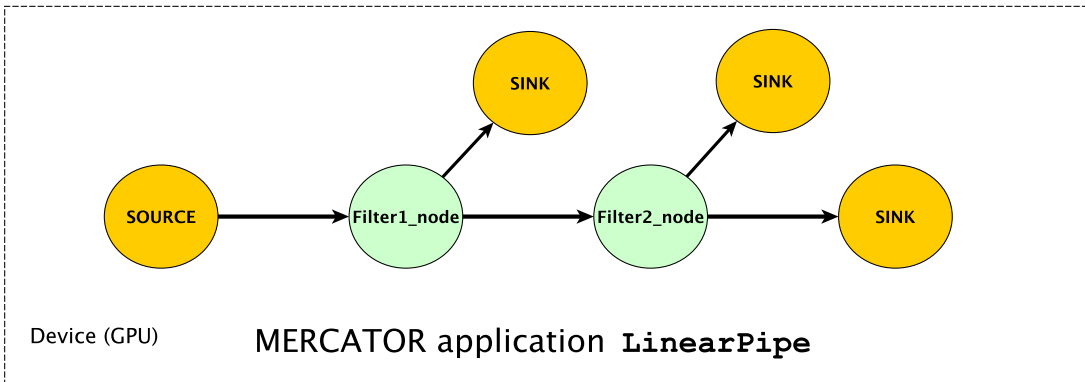 SINK
SINK
SOURCE
Filter1_node
Filter2_node
SINK
Device (GPU)
MERCATOR application LinearPipe